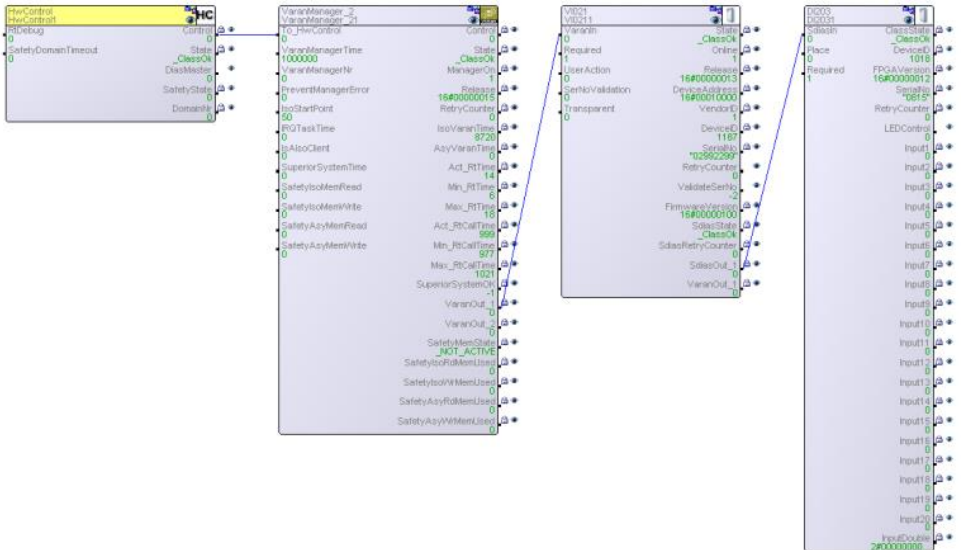 HwControl
HwControl1
HC
RtDebug
Control
0
0
SafetyDomainTimeout
State
0
_ClassOk
DiasMaster
0
SafetyState
0
DomainNr
0
VaranManager_2
VaranManager_21
To_HwControl
Control
0
0
VaranManagerTime
State
1000000
_ClassOk
VaranManagerNr
ManagerOn
0
1
PreventManagerError
Release
0
16#00000015
IsoStartPoint
RetryCounter
50
0
IRQTaskTime
IsoVaranTime
0
8720
IsAlsoClient
AsyVaranTime
0
0
SuperiorSystemTime
Act_RtTime
0
14
SafetyIsoMemRead
Min_RtTime
0
6
SafetyIsoMemWrite
Max_RtTime
0
18
SafetyAsyMemRead
Act_RtCallTime
0
999
SafetyAsyMemWrite
Min_RtCallTime
0
977
Max_RtCallTime
1021
SuperiorSystemOK
-1
VaranOut_1
0
VaranOut_2
0
SafetyMemState
_NOT_ACTIVE
SafetyIsoRdMemUsed
0
SafetyIsoWrMemUsed
0
SafetyAsyRdMemUsed
0
SafetyAsyWrMemUsed
0
VI021
VI0211
VaranIn
State
0
_ClassOk
Required
Online
1
1
UserAction
Release
0
16#00000013
SerNoValidation
DeviceAddress
0
16#00010000
Transparent
VendorID
0
1
DeviceID
1167
SerialNo
"02992299"
RetryCounter
0
ValidateSerNo
-2
FirmwareVersion
16#00000100
SdiasState
_ClassOk
SdiasRetryCounter
0
SdiasOut_1
0
VaranOut_1
0
DI203
DI2031
SdiasIn
ClassState
0
_ClassOk
Place
DeviceID
0
1018
Required
FPGAVersion
1
16#00000012
SerialNo
"0815"
RetryCounter
0
LEDControl
Input1
0
Input2
0
Input3
0
Input4
0
Input5
0
Input6
0
Input7
0
Input8
0
Input9
0
Input10
0
Input11
0
Input12
0
Input13
0
Input14
0
Input15
0
Input16
0
Input17
0
Input18
0
Input19
0
Input20
0
InputDouble
2#00000000